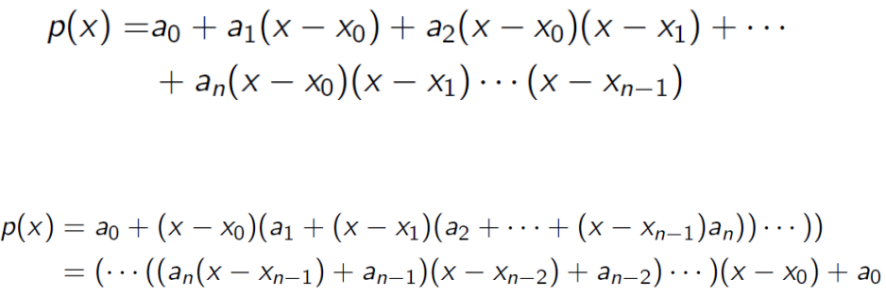 p(x) =a₀ + a₁(x − x₀) + a₂(x − x₀)(x − x₁) + ⋯
+ aₙ(x − x₀)(x − x₁) ⋯ (x − xₙ₋₁)
p(x) = a₀ + (x − x₀)(a₁ + (x − x₁)(a₂ + ⋯ + (x − xₙ₋₁)aₙ)) ⋯ ))
= (⋯ ((aₙ(x − xₙ₋₁) + aₙ₋₁)(x − xₙ₋₂) + aₙ₋₂) ⋯ )(x − x₀) + a₀